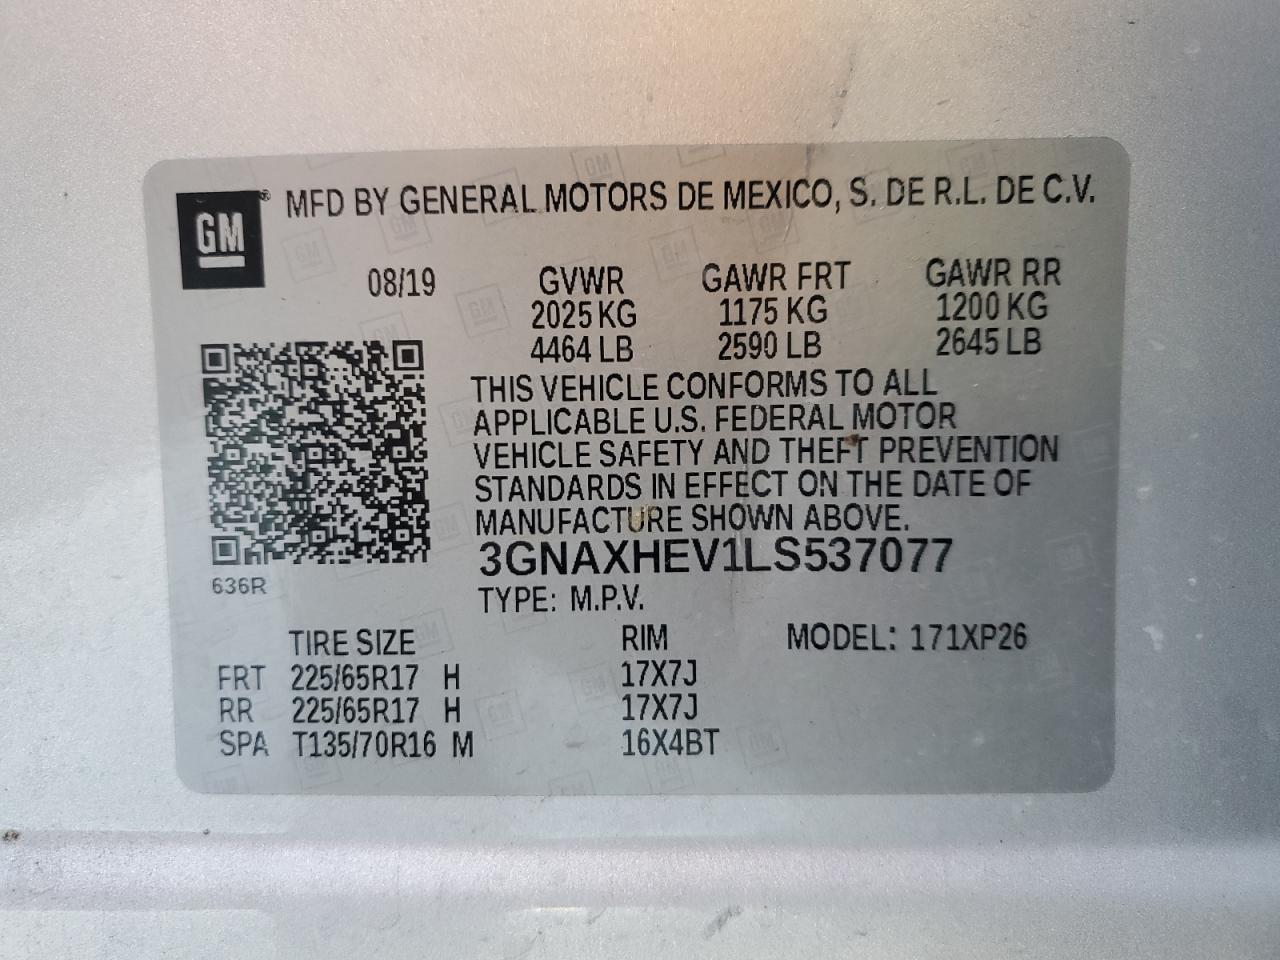 GM® MFD BY GENERAL MOTORS DE MEXICO, S. DE R.L. DE C.V.
08/19 GVWR GAWR FRT GAWR RR
2025 KG 1175 KG 1200 KG
4464 LB 2590 LB 2645 LB
THIS VEHICLE CONFORMS TO ALL
APPLICABLE U.S. FEDERAL MOTOR
VEHICLE SAFETY AND THEFT PREVENTION
STANDARDS IN EFFECT ON THE DATE OF
MANUFACTURE SHOWN ABOVE.
3GNAXHEV1LS537077
636R
TYPE: M.P.V.
TIRE SIZE RIM MODEL: 171XP26
FRT 225/65R17 H 17X7J
RR 225/65R17 H 17X7J
SPA T135/70R16 M 16X4BT